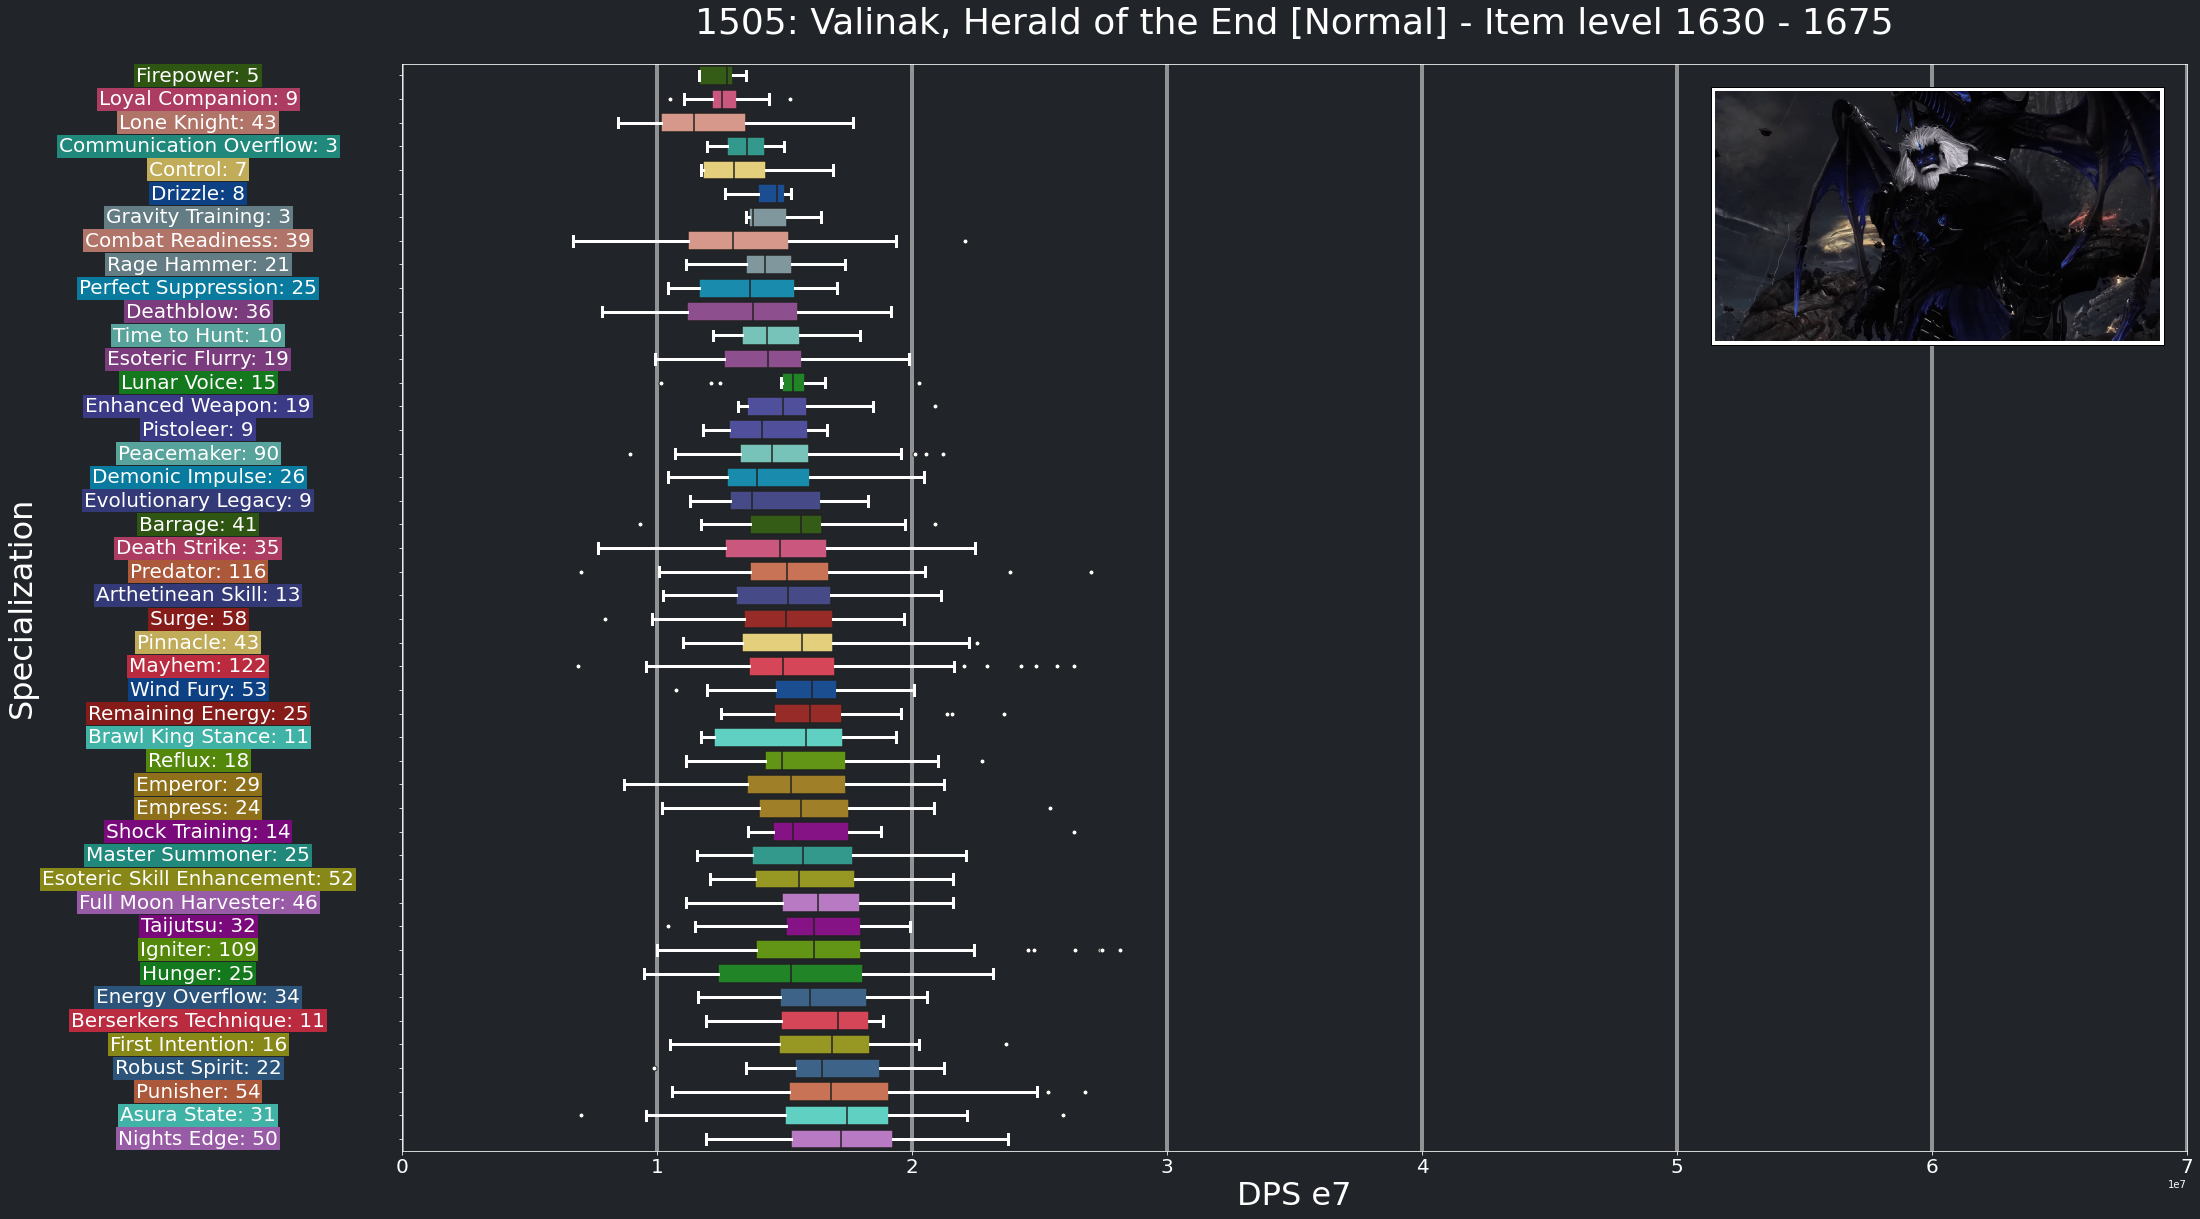 1505: Valinak, Herald of the End [Normal] - Item level 1630 - 1675
Firepower: 5
Loyal Companion: 9
Lone Knight: 43
Communication Overflow: 3
Control: 7
Drizzle: 8
Gravity Training: 3
Combat Readiness: 39
Rage Hammer: 21
Perfect Suppression: 25
Deathblow: 36
Time to Hunt: 10
Esoteric Flurry: 19
Lunar Voice: 15
Enhanced Weapon: 19
Pistoleer: 9
Peacemaker: 90
Demonic Impulse: 26
Evolutionary Legacy: 9
Barrage: 41
Death Strike: 35
Predator: 116
Arthetinean Skill: 13
Surge: 58
Pinnacle: 43
Mayhem: 122
Wind Fury: 53
Remaining Energy: 25
Brawl King Stance: 11
Reflux: 18
Emperor: 29
Empress: 24
Shock Training: 14
Master Summoner: 25
Esoteric Skill Enhancement: 52
Full Moon Harvester: 46
Taijutsu: 32
Igniter: 109
Hunger: 25
Energy Overflow: 34
Berserkers Technique: 11
First Intention: 16
Robust Spirit: 22
Punisher: 54
Asura State: 31
Nights Edge: 50
Specialization
0 1 2 3 4 5 6 7
1e7
DPS e7